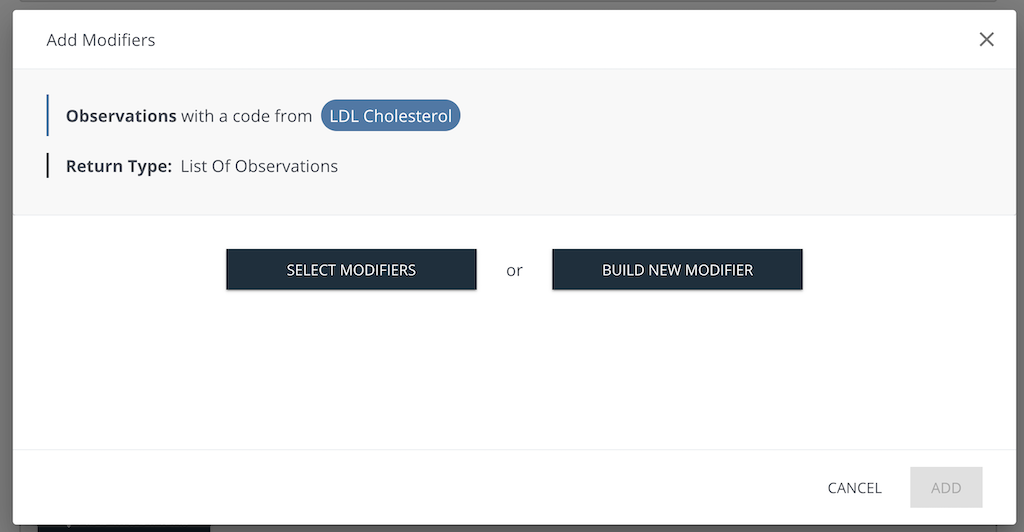 Add Modifiers
Observations with a code from LDL Cholesterol
Return Type: List Of Observations
SELECT MODIFIERS or BUILD NEW MODIFIER
CANCEL ADD